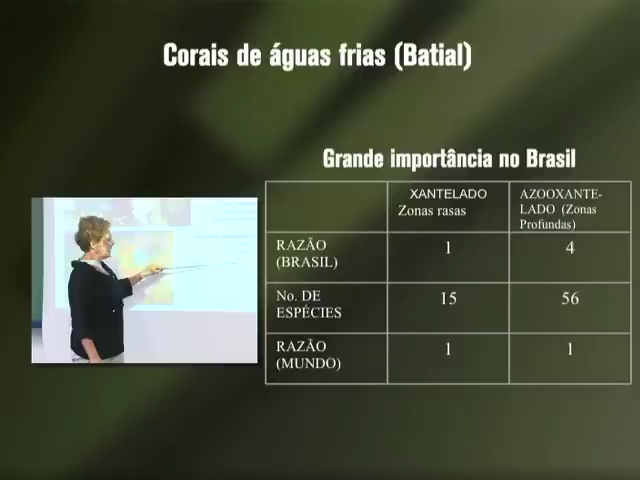 Corais de águas frias (Batial)
Grande importância no Brasil
XANTELADO
Zonas rasas
AZOOXANTE-
LADO (Zonas
Profundas)
RAZÃO
(BRASIL)
1
4
No. DE
ESPÉCIES
15
56
RAZÃO
(MUNDO)
1
1